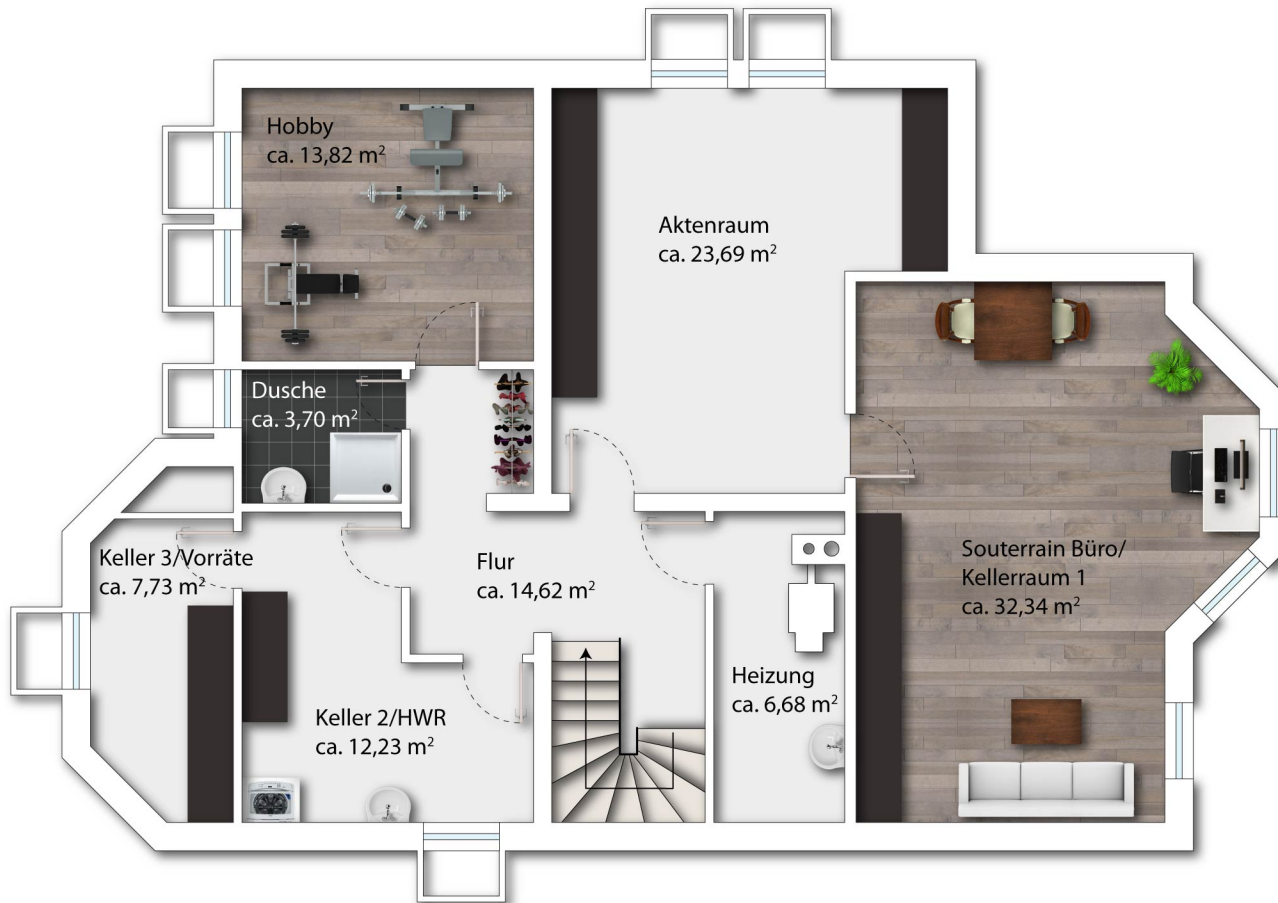 Hobby
ca. 13,82 m²
Aktenraum
ca. 23,69 m²
Dusche
ca. 3,70 m²
Keller 3/Vorräte
ca. 7,73 m²
Flur
ca. 14,62 m²
Souterrain Büro/
Kellerraum 1
ca. 32,34 m²
Heizung
ca. 6,68 m²
Keller 2/HWR
ca. 12,23 m²